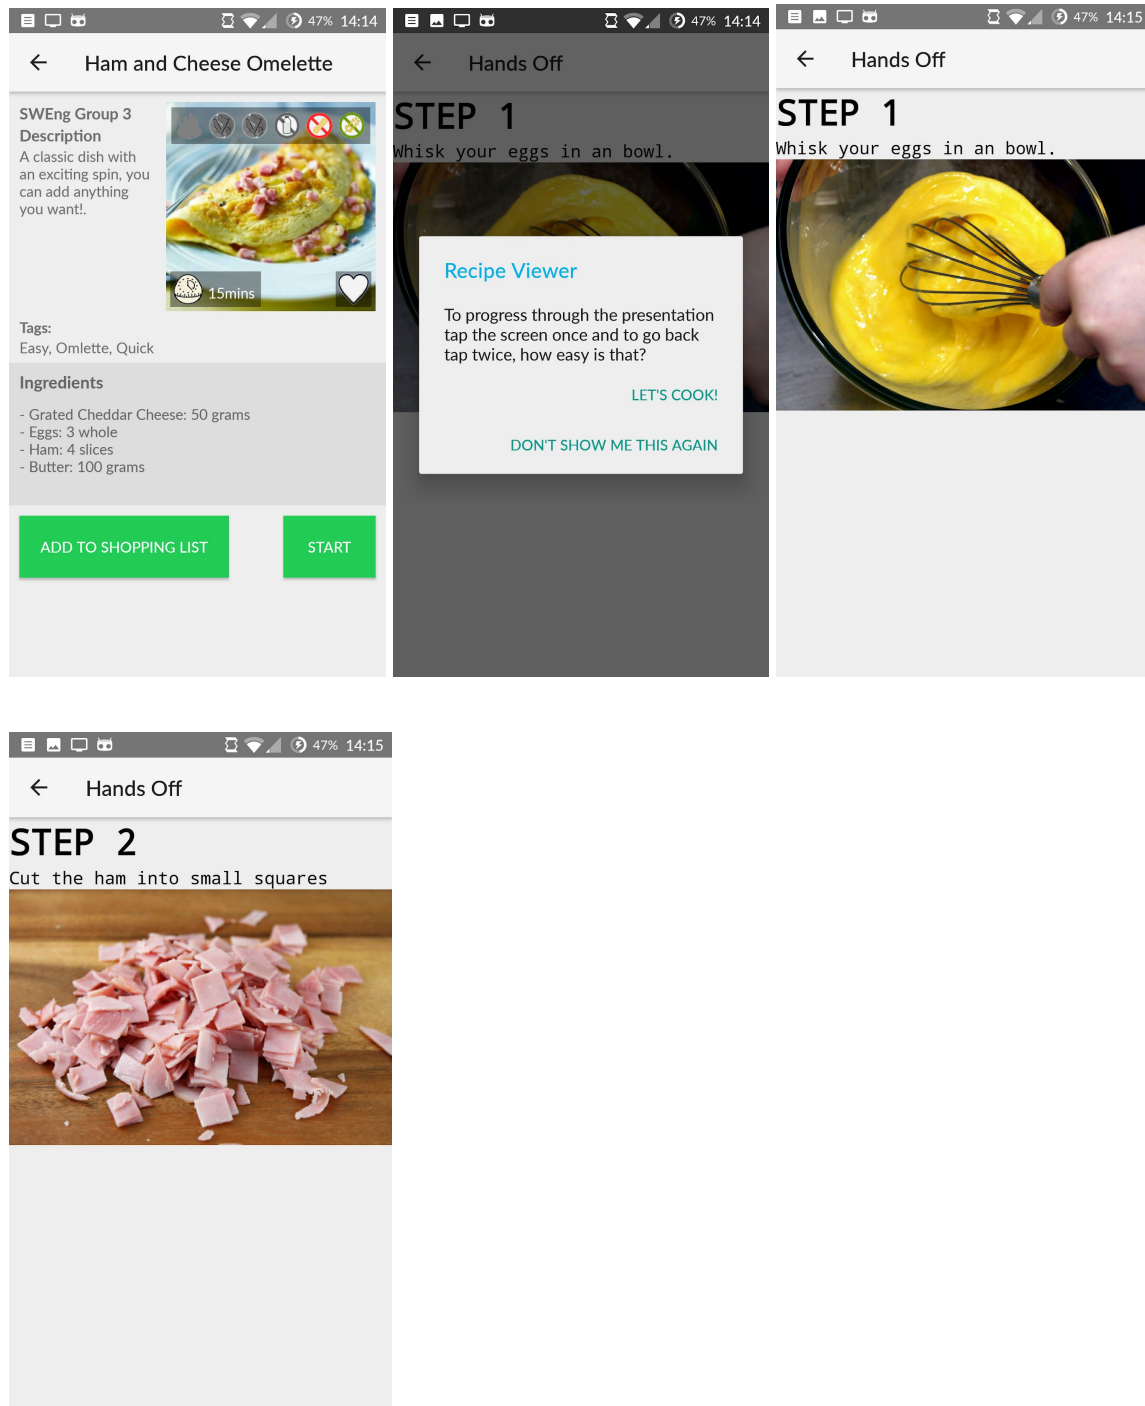 47% 14:14
Ham and Cheese Omelette
SWEng Group 3
Description
A classic dish with
an exciting spin, you
can add anything
you want!.
15mins
Tags:
Easy, Omlette, Quick
Ingredients
- Grated Cheddar Cheese: 50 grams
- Eggs: 3 whole
- Ham: 4 slices
- Butter: 100 grams
ADD TO SHOPPING LIST
START
47% 14:14
Hands Off
STEP 1
Whisk your eggs in an bowl.
Recipe Viewer
To progress through the presentation
tap the screen once and to go back
tap twice, how easy is that?
LET'S COOK!
DON'T SHOW ME THIS AGAIN
47% 14:15
Hands Off
STEP 1
Whisk your eggs in an bowl.
47% 14:15
Hands Off
STEP 2
Cut the ham into small squares